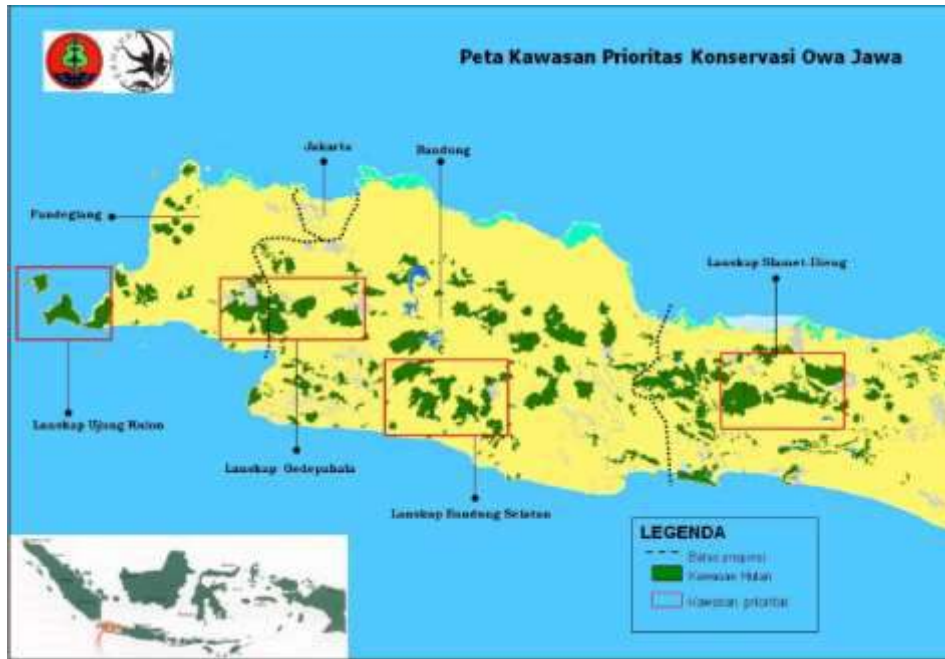 Peta Kawasan Prioritas Konservasi Owa Jawa
Jakarta
Bandung
Pandeglang
Lanskap Slamet-Dieng
Lanskap Ujung Kulon
Lanskap Gedepahala
Lanskap Bandung Selatan
LEGENDA
Batas propinsi
Kawasan Hutan
Kawasan prioritas